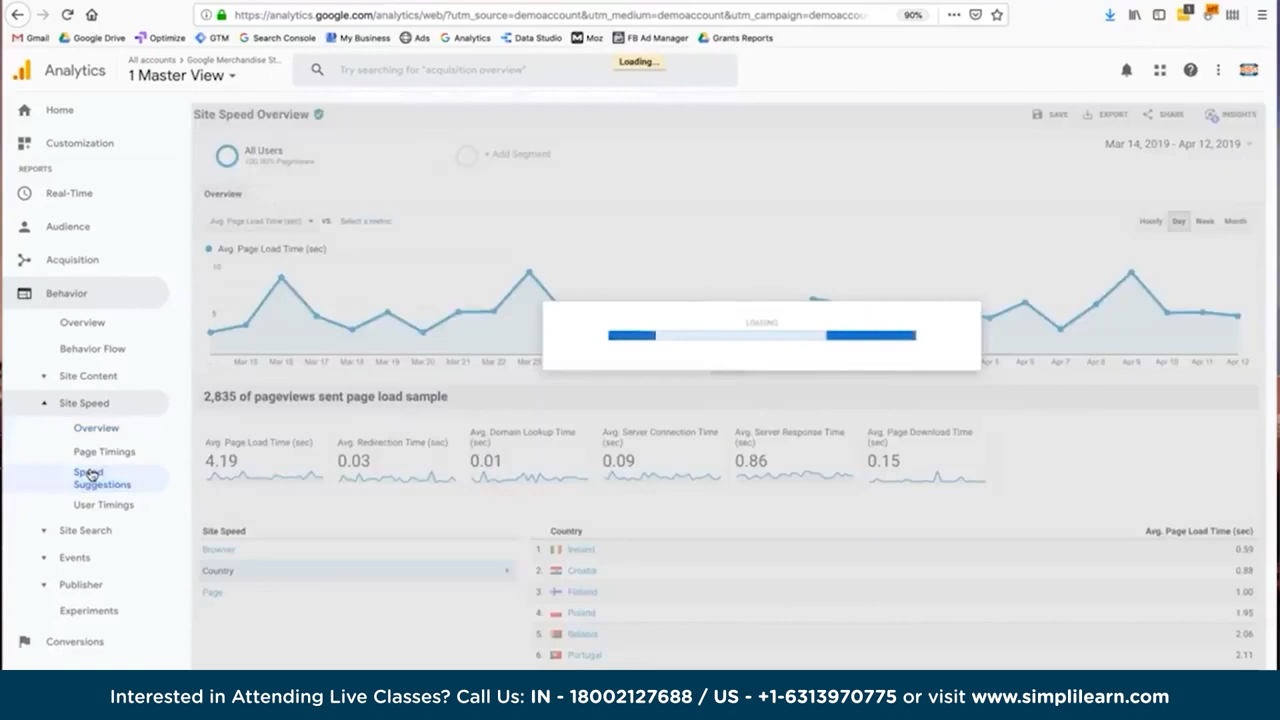 https://analytics.google.com/analytics/web/?utm_source=demoaccount&utm_medium=demoaccount&utm_campaign=demoaccou
90%
Gmail Google Drive Optimize GTM Search Console My Business Ads Analytics Data Studio Moz FB Ad Manager Grants Reports
Analytics
All accounts > Google Merchandise St...
1 Master View
Try searching for "acquisition overview"
Loading...
Home
Customization
REPORTS
Real-Time
Audience
Acquisition
Behavior
Overview
Behavior Flow
Site Content
Site Speed
Overview
Page Timings
Speed
Suggestions
User Timings
Site Search
Events
Publisher
Experiments
Conversions
Site Speed Overview
SAVE EXPORT SHARE INSIGHTS
All Users
100.00% Pageviews
+ Add Segment
Mar 14, 2019 - Apr 12, 2019
Overview
Avg. Page Load Time (sec) VS. Select a metric
Hourly Day Week Month
Avg. Page Load Time (sec)
10
5
LOADING
Mar 15 Mar 16 Mar 17 Mar 18 Mar 19 Mar 20 Mar 21 Mar 22 Mar 23 Apr 5 Apr 6 Apr 7 Apr 8 Apr 9 Apr 10 Apr 11 Apr 12
2,835 of pageviews sent page load sample
Avg. Page Load Time (sec)
4.19
Avg. Redirection Time (sec)
0.03
Avg. Domain Lookup Time
(sec)
0.01
Avg. Server Connection Time
(sec)
0.09
Avg. Server Response Time
(sec)
0.86
Avg. Page Download Time
(sec)
0.15
Site Speed
Browser
Country
Page
Country Avg. Page Load Time (sec)
1. Ireland 0.59
2. Croatia 0.88
3. Finland 1.00
4. Poland 1.95
5. Belarus 2.06
6. Portugal 2.11
Interested in Attending Live Classes? Call Us: IN - 18002127688 / US - +1-6313970775 or visit www.simplilearn.com